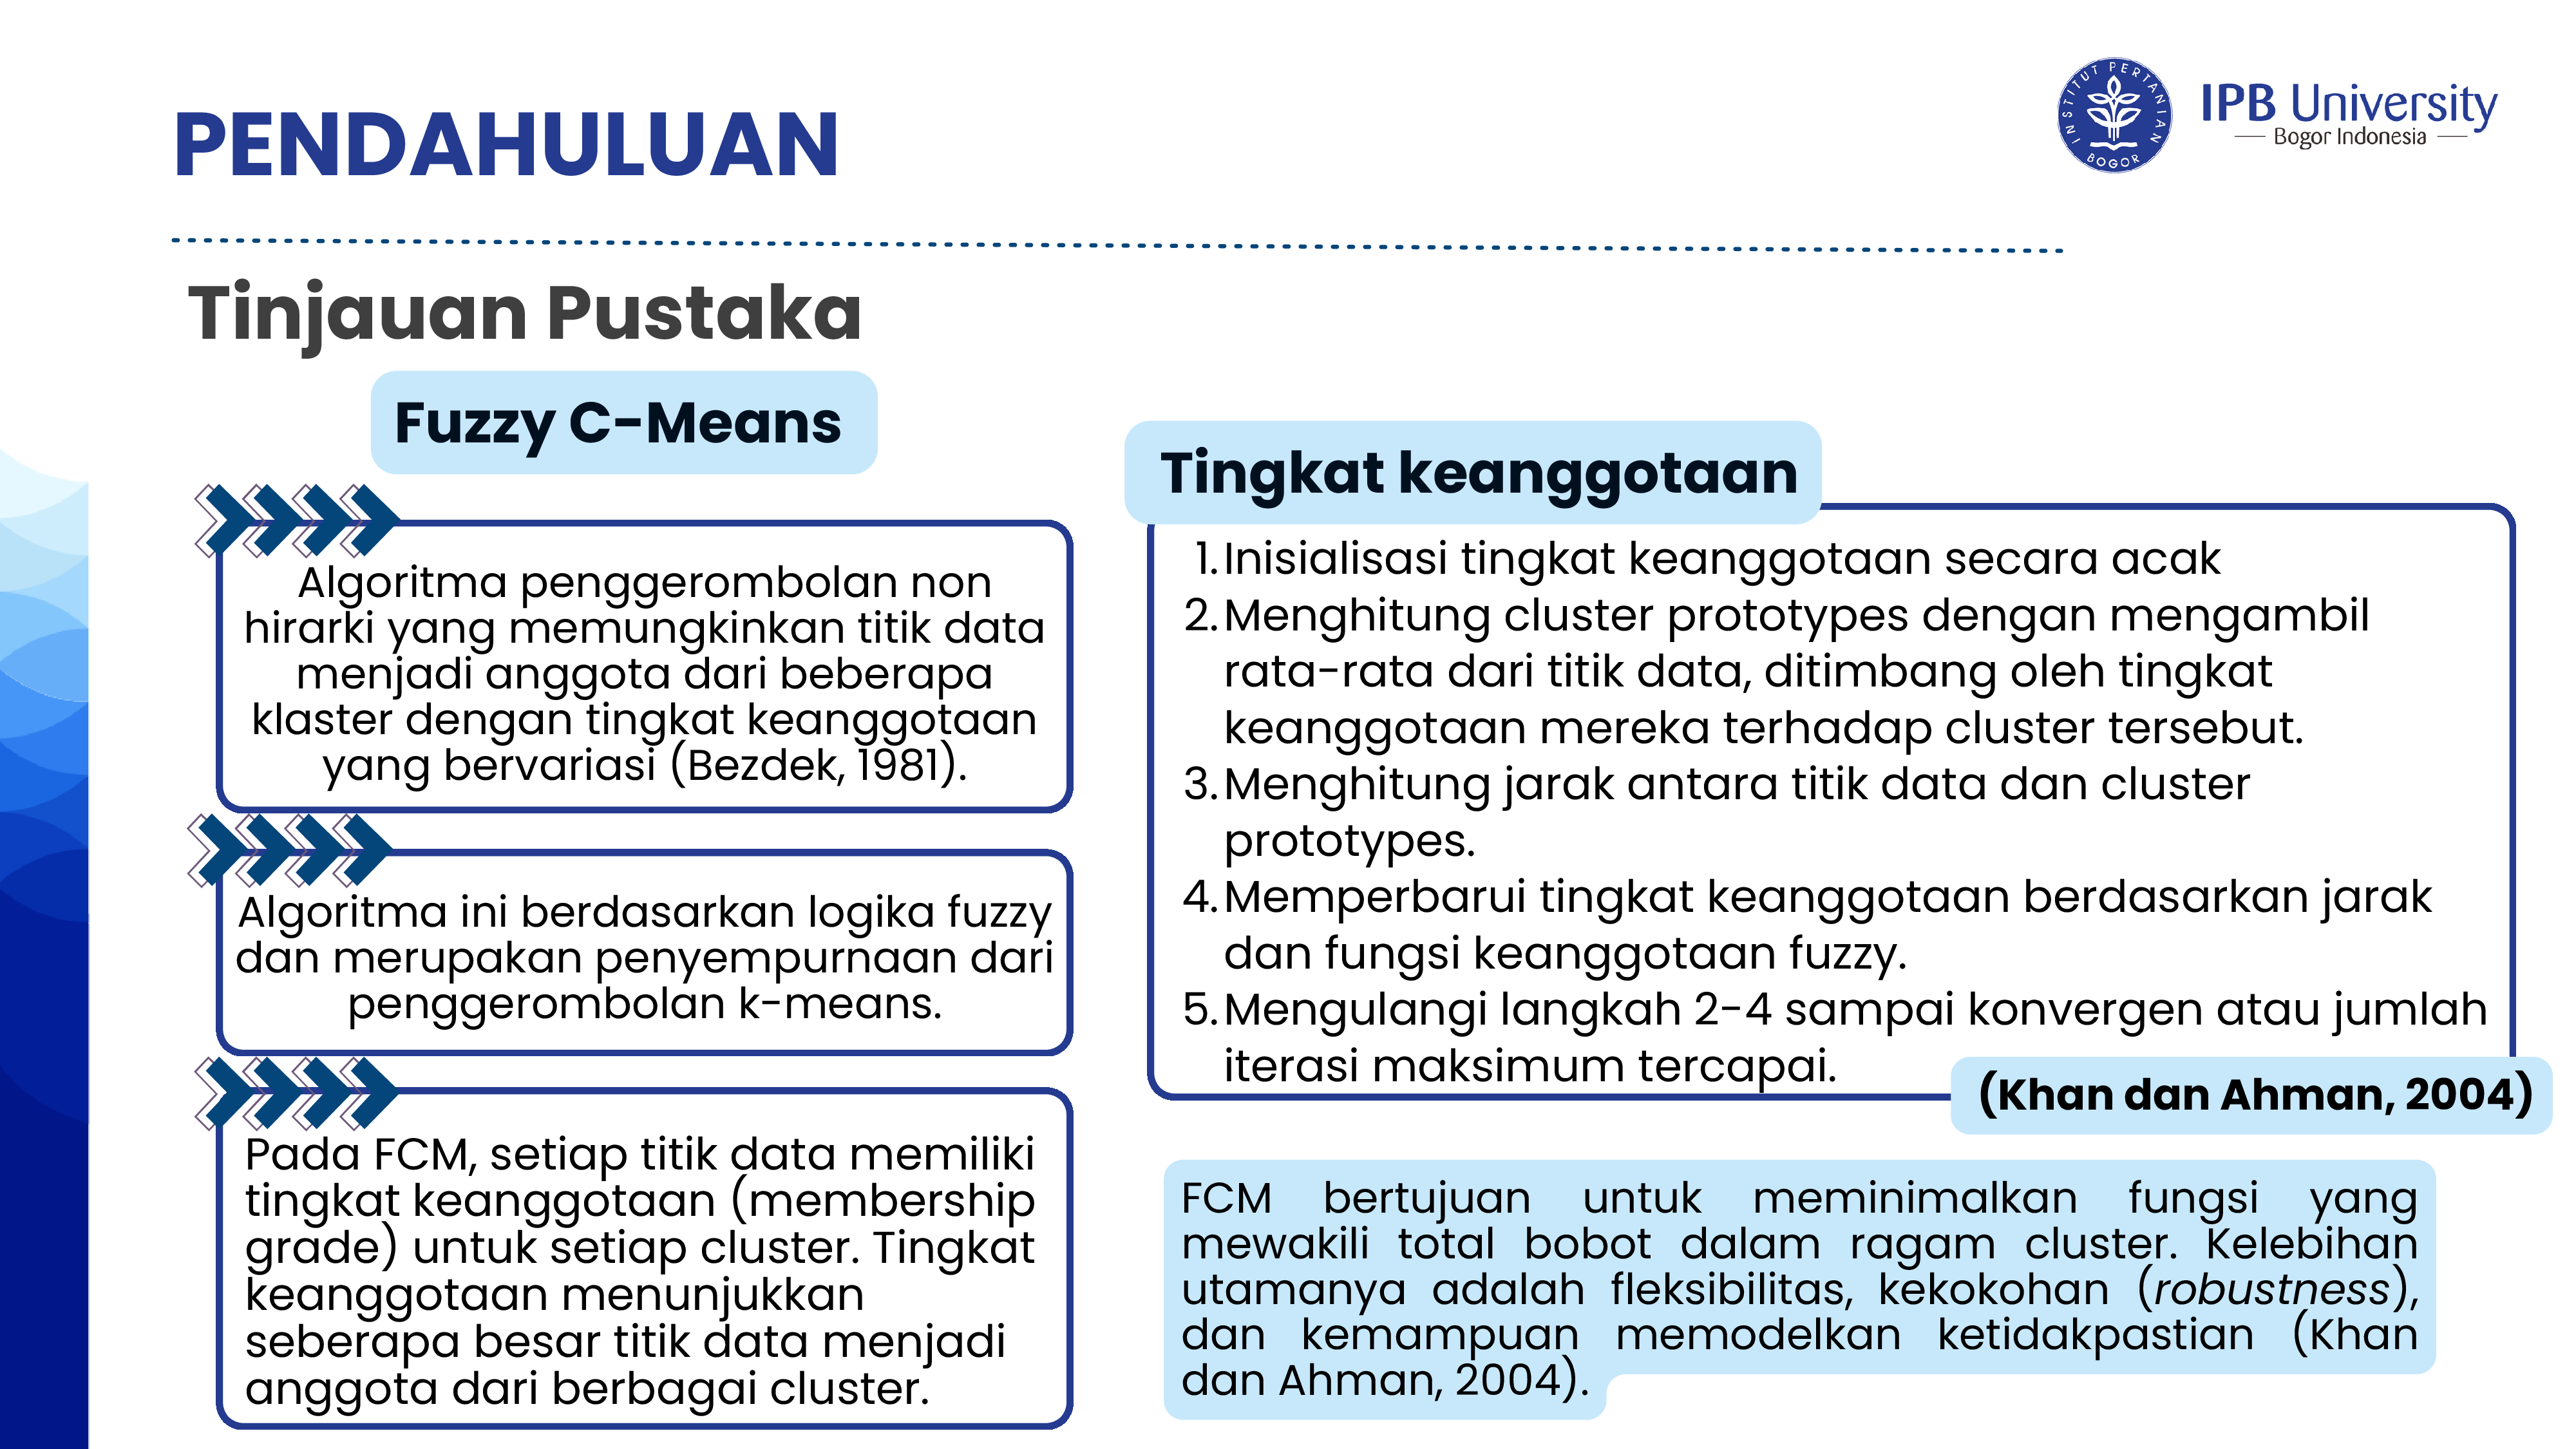 PENDAHULUAN
INSTITUT PERTANIAN
BOGOR
IPB University
Bogor Indonesia
Tinjauan Pustaka
Fuzzy C-Means
Algoritma penggerombolan non
hirarki yang memungkinkan titik data
menjadi anggota dari beberapa
klaster dengan tingkat keanggotaan
yang bervariasi (Bezdek, 1981).
Algoritma ini berdasarkan logika fuzzy
dan merupakan penyempurnaan dari
penggerombolan k-means.
Pada FCM, setiap titik data memiliki
tingkat keanggotaan (membership
grade) untuk setiap cluster. Tingkat
keanggotaan menunjukkan
seberapa besar titik data menjadi
anggota dari berbagai cluster.
Tingkat keanggotaan
1. Inisialisasi tingkat keanggotaan secara acak
2. Menghitung cluster prototypes dengan mengambil
rata-rata dari titik data, ditimbang oleh tingkat
keanggotaan mereka terhadap cluster tersebut.
3. Menghitung jarak antara titik data dan cluster
prototypes.
4. Memperbarui tingkat keanggotaan berdasarkan jarak
dan fungsi keanggotaan fuzzy.
5. Mengulangi langkah 2-4 sampai konvergen atau jumlah
iterasi maksimum tercapai.
(Khan dan Ahman, 2004)
FCM bertujuan untuk meminimalkan fungsi yang
mewakili total bobot dalam ragam cluster. Kelebihan
utamanya adalah fleksibilitas, kekokohan (robustness),
dan kemampuan memodelkan ketidakpastian (Khan
dan Ahman, 2004).